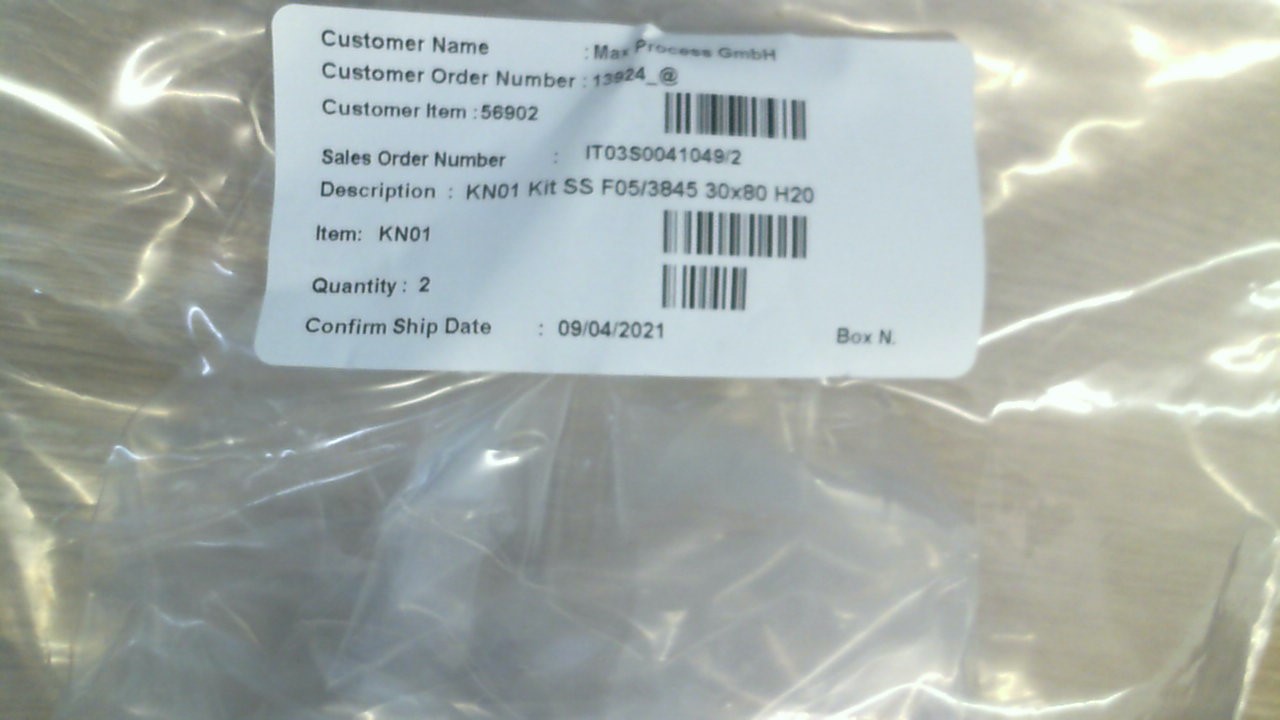 Customer Name : Max Process GmbH
Customer Order Number : 13924_@
Customer Item : 56902
Sales Order Number : IT03S0041049/2
Description : KN01 Kit SS F05/3845 30x80 H20
Item: KN01
Quantity : 2
Confirm Ship Date : 09/04/2021 Box N.